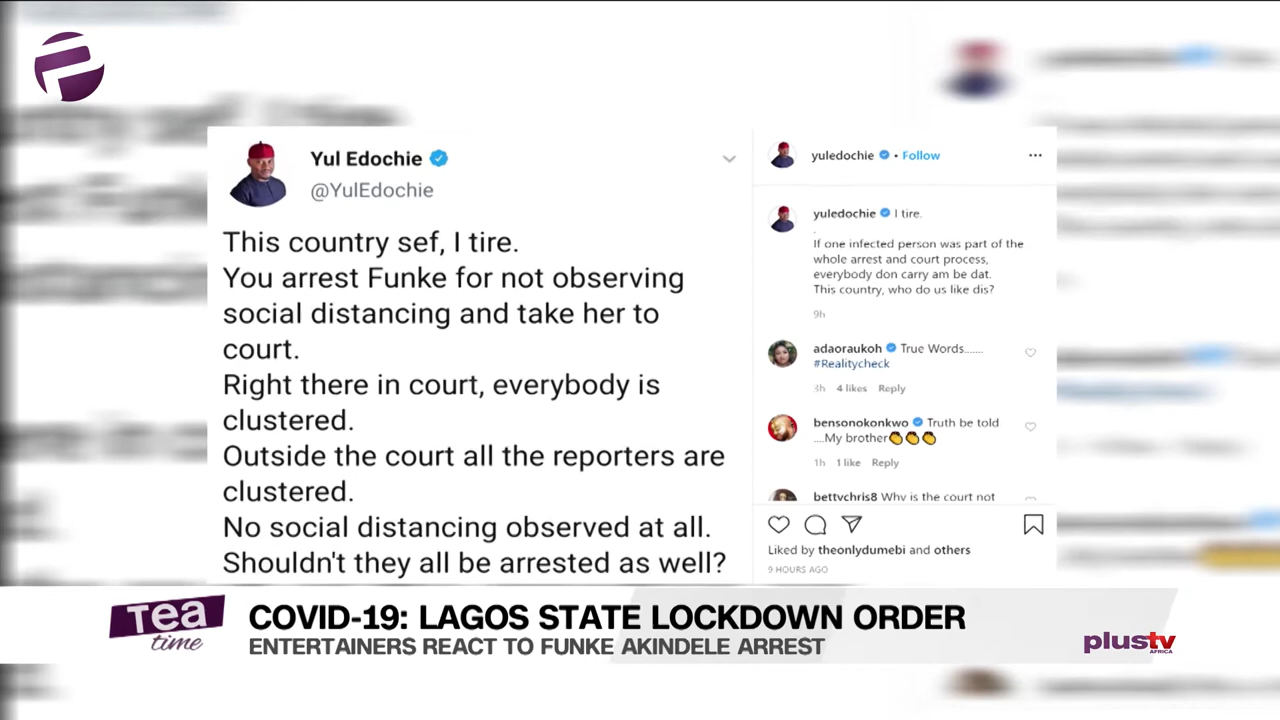 Yul Edochie
@YulEdochie
This country sef, I tire.
You arrest Funke for not observing
social distancing and take her to
court.
Right there in court, everybody is
clustered.
Outside the court all the reporters are
clustered.
No social distancing observed at all.
Shouldn't they all be arrested as well?
yuledochie • Follow
yuledochie I tire.
.
If one infected person was part of the
whole arrest and court process,
everybody don carry am be dat.
This country, who do us like dis?
9h
adaoraukoh True Words.......
#Realitycheck
3h 4 likes Reply
bensonokonkwo Truth be told
....My brother👏👏👏
1h 1 like Reply
bettychris8 Why is the court not
Liked by theonlydumebi and others
9 HOURS AGO
Tea
time
COVID-19: LAGOS STATE LOCKDOWN ORDER
ENTERTAINERS REACT TO FUNKE AKINDELE ARREST
plustv
AFRICA